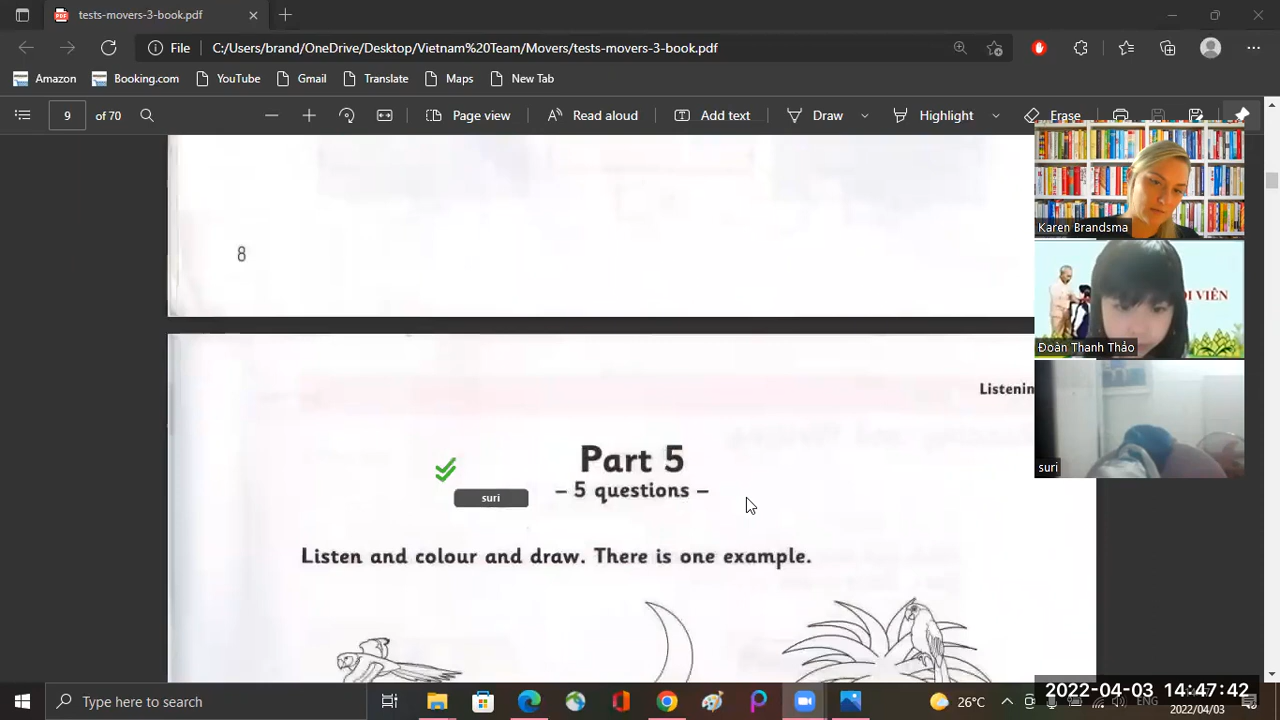 tests-movers-3-book.pdf
File C:/Users/brand/OneDrive/Desktop/Vietnam%20Team/Movers/tests-movers-3-book.pdf
Amazon Booking.com YouTube Gmail Translate Maps New Tab
9 of 70 Page view Read aloud Add text Draw Highlight Erase
Karen Brandsma
ỘI VIÊN
Đoàn Thanh Thảo
suri
8
Listenin
Part 5
– 5 questions –
suri
Listen and colour and draw. There is one example.
Type here to search
26°C
ENG
2022-04-03 14:47:42
2022/04/03